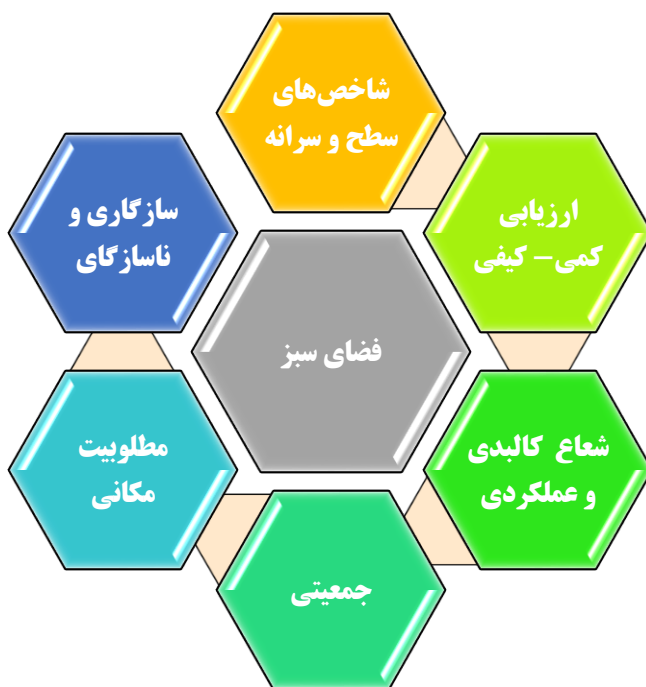 شاخص‌های
سطح و سرانه
ارزیابی
کمی- کیفی
شعاع کالبدی
و عملکردی
جمعیتی
مطلوبیت
مکانی
سازگاری و
ناسازگای
فضای سبز